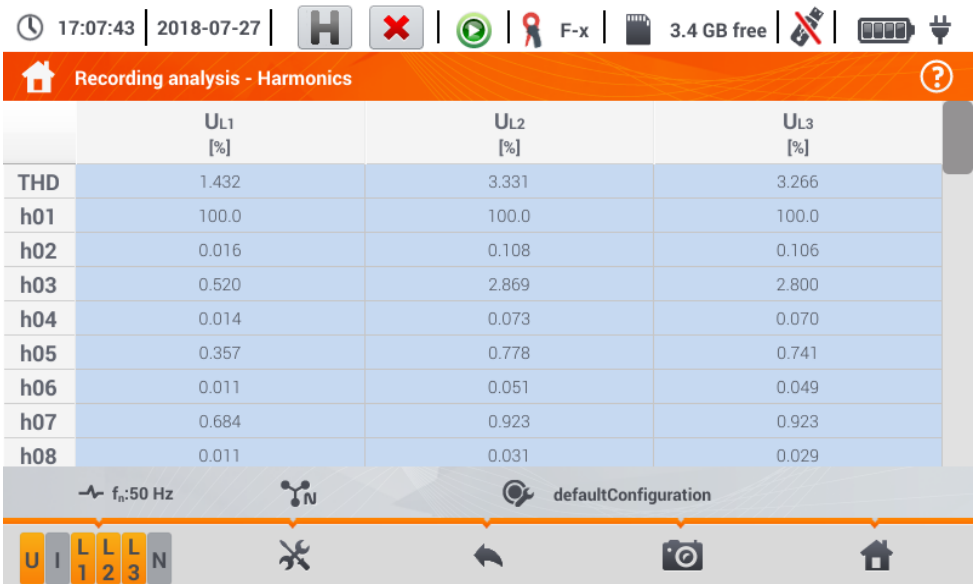 17:07:43 2018-07-27 H F-x 3.4 GB free
Recording analysis - Harmonics ?
UL1 UL2 UL3
[%] [%] [%]
THD 1.432 3.331 3.266
h01 100.0 100.0 100.0
h02 0.016 0.108 0.106
h03 0.520 2.869 2.800
h04 0.014 0.073 0.070
h05 0.357 0.778 0.741
h06 0.011 0.051 0.049
h07 0.684 0.923 0.923
h08 0.011 0.031 0.029
fn:50 Hz N defaultConfiguration
U I L1 L2 L3 N